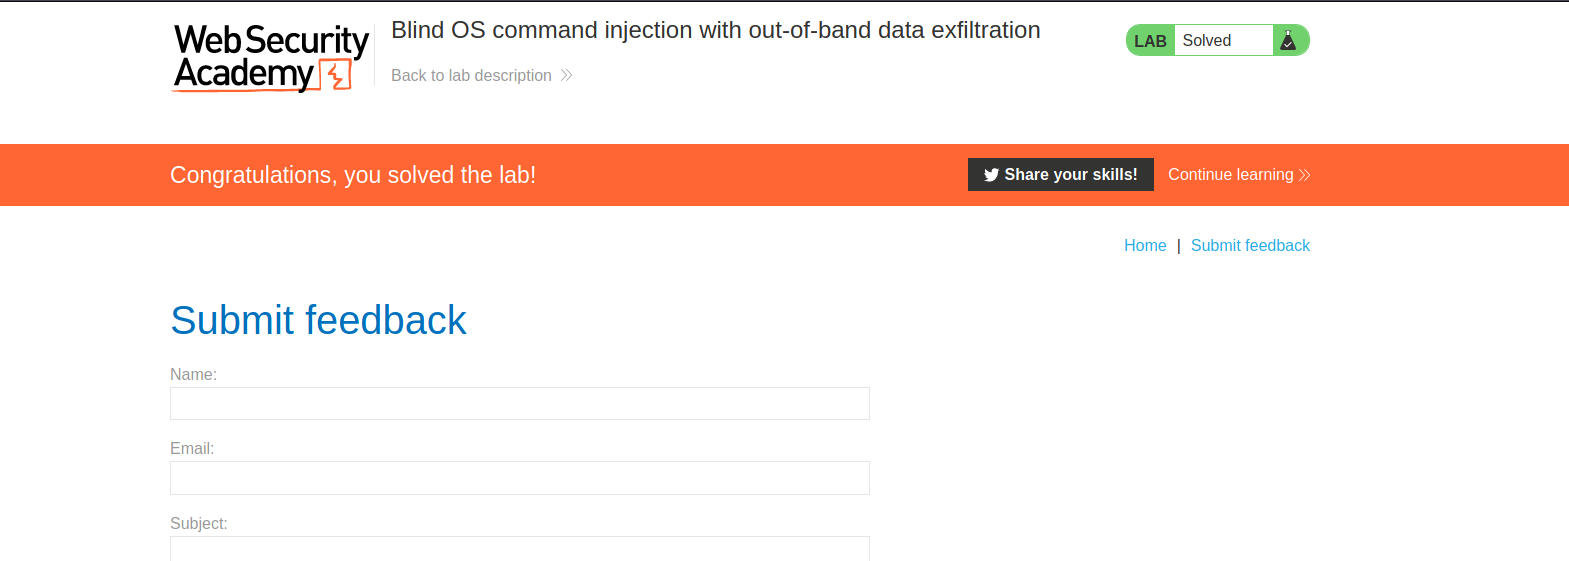 Web Security
Academy
Blind OS command injection with out-of-band data exfiltration
Back to lab description
LAB Solved
Congratulations, you solved the lab!
Share your skills!
Continue learning
Home | Submit feedback
Submit feedback
Name:
Email:
Subject: